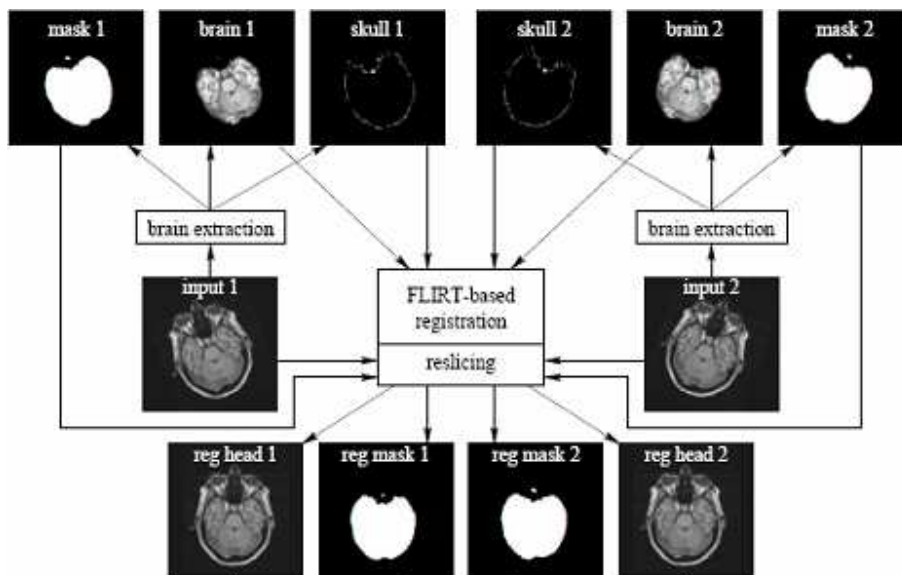 mask 1
brain 1
skull 1
skull 2
brain 2
mask 2
brain extraction
brain extraction
input 1
input 2
FLIRT-based
registration
reslicing
reg head 1
reg mask 1
reg mask 2
reg head 2